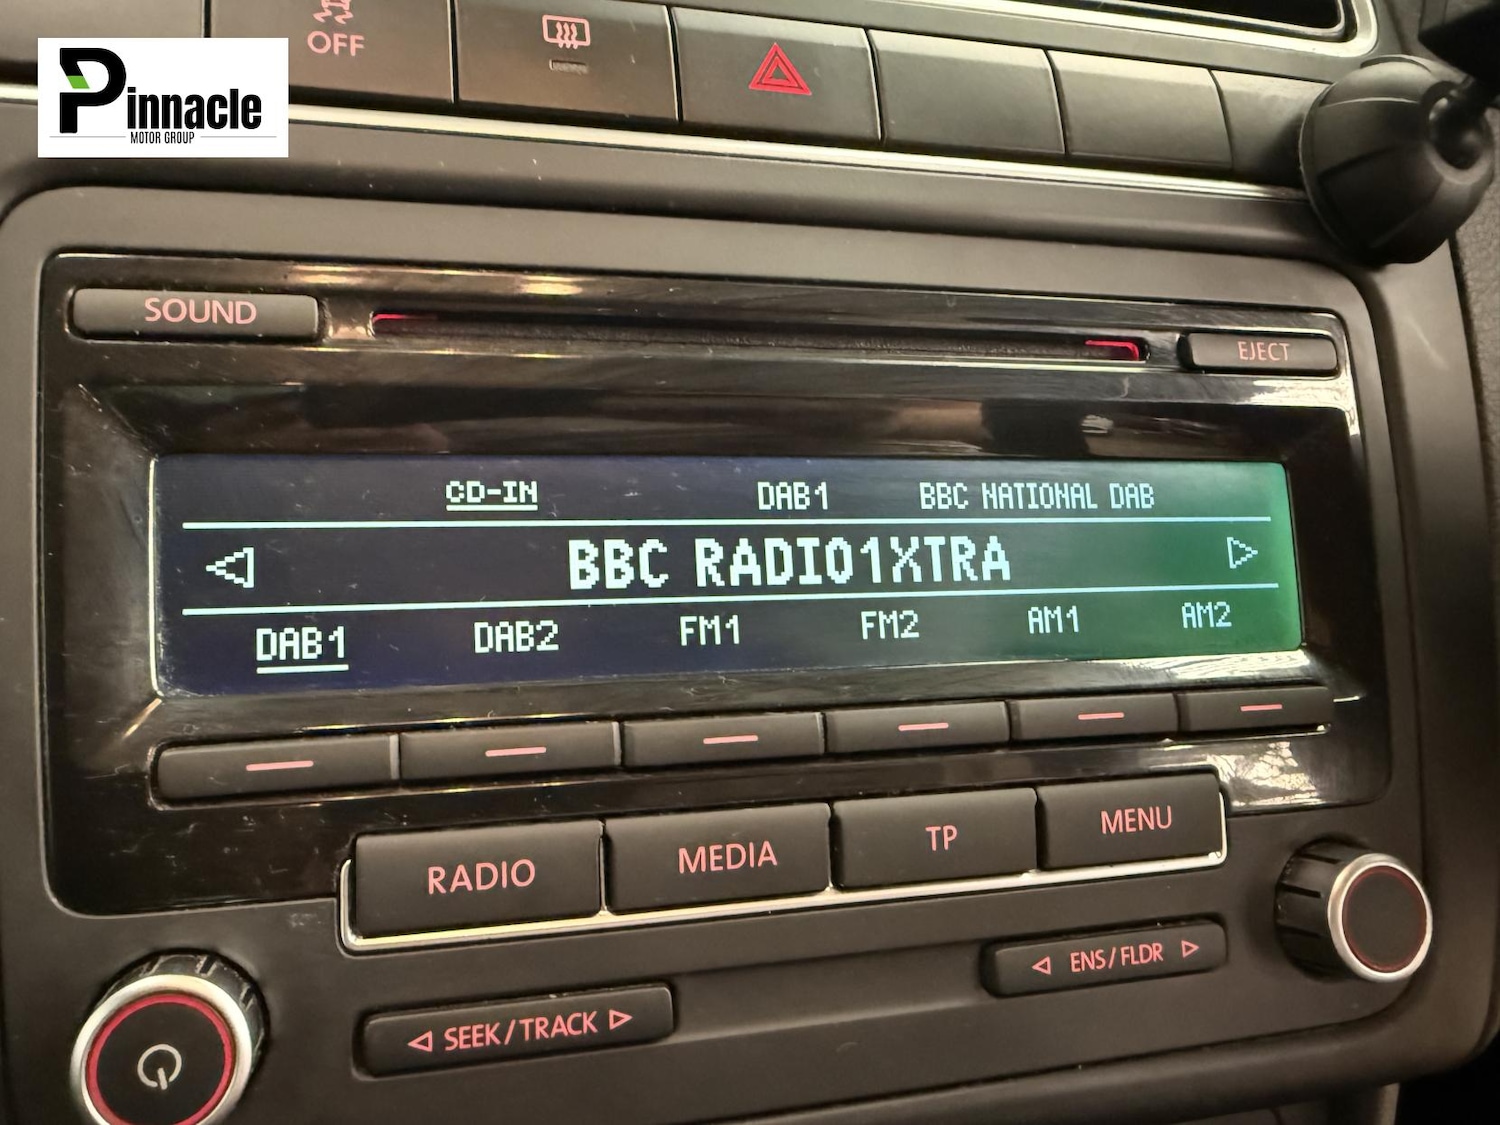 OFF
Pinnacle
MOTOR GROUP
SOUND
EJECT
CD-IN DAB1 BBC NATIONAL DAB
BBC RADIO1XTRA
DAB1 DAB2 FM1 FM2 AM1 AM2
RADIO MEDIA TP MENU
SEEK/TRACK
ENS/FLDR